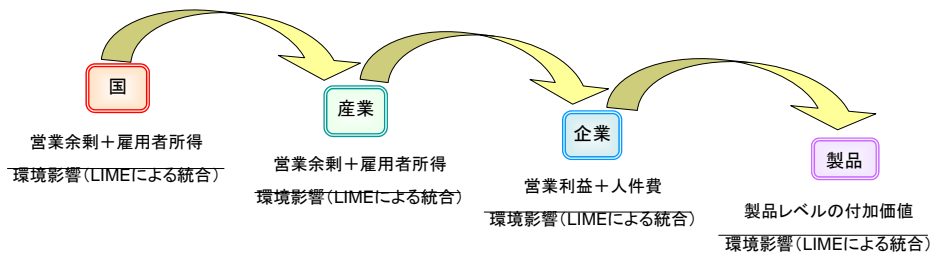 国
営業余剰＋雇用者所得
環境影響（LIMEによる統合）
産業
営業余剰＋雇用者所得
環境影響（LIMEによる統合）
企業
営業利益＋人件費
環境影響（LIMEによる統合）
製品
製品レベルの付加価値
環境影響（LIMEによる統合）